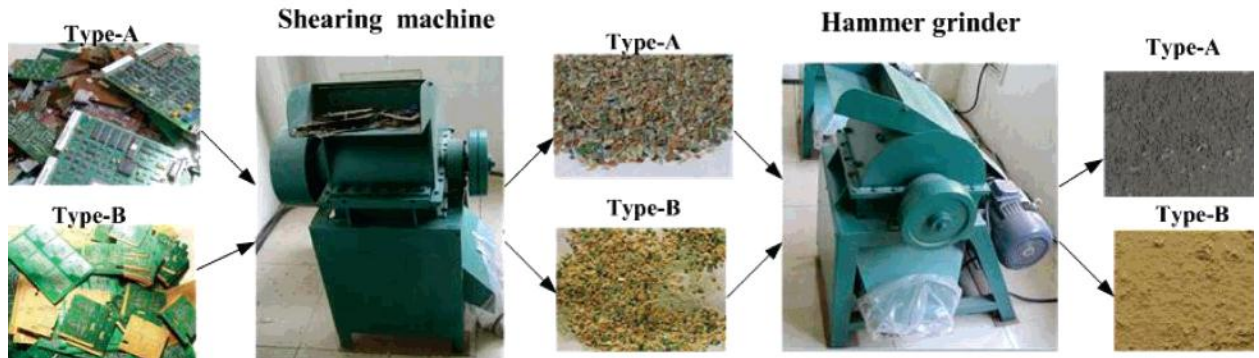 Type-A
Shearing machine
Type-A
Hammer grinder
Type-A
Type-B
Type-B
Type-B